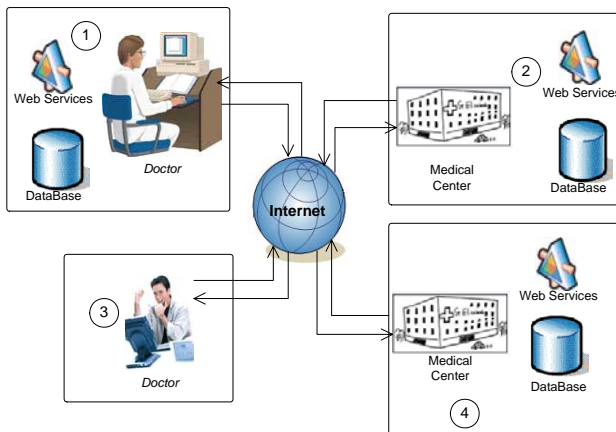 1
Web Services
Doctor
DataBase
2
Web Services
Medical
Center
DataBase
Internet
3
Doctor
Web Services
Medical
Center
DataBase
4